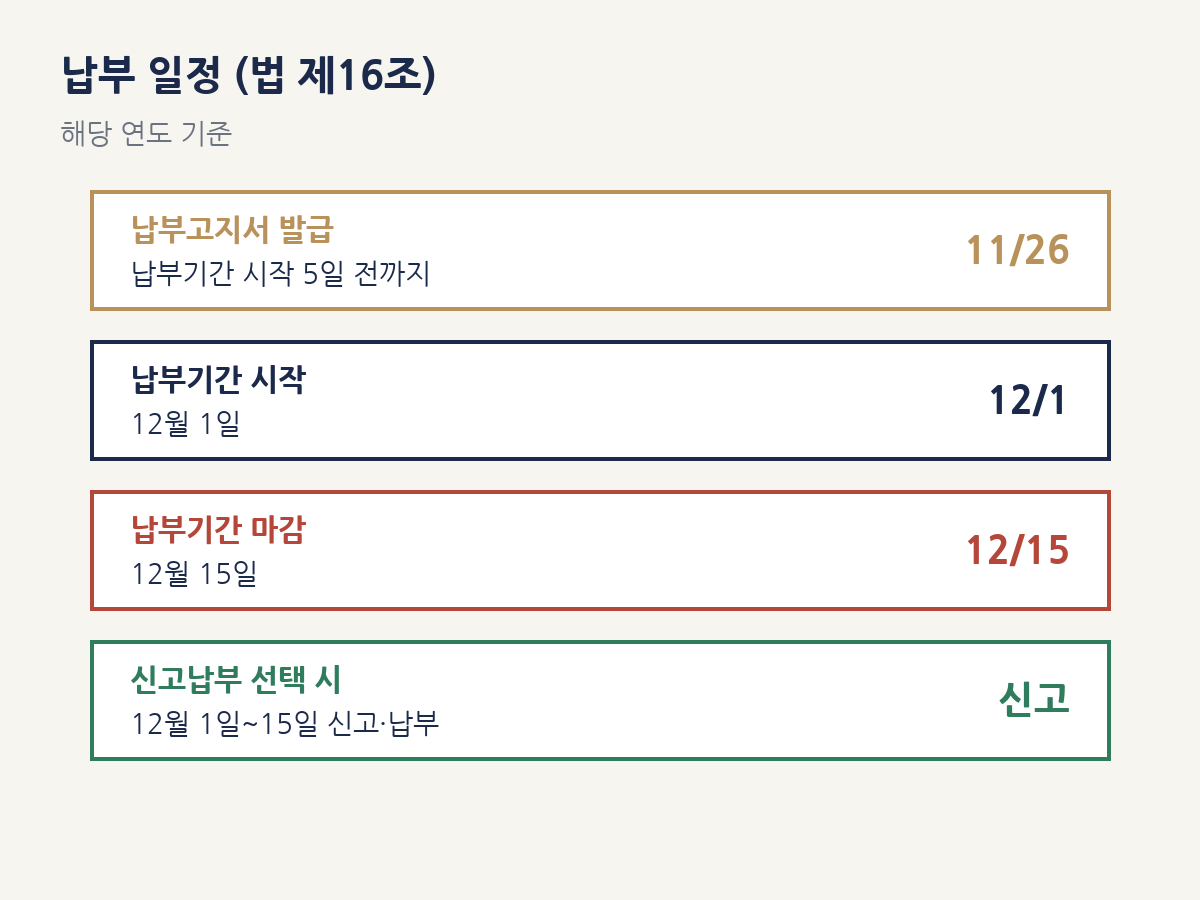 납부 일정 (법 제16조)
해당 연도 기준
납부고지서 발급
납부기간 시작 5일 전까지
11/26
납부기간 시작
12월 1일
12/1
납부기간 마감
12월 15일
12/15
신고납부 선택 시
12월 1일~15일 신고·납부
신고